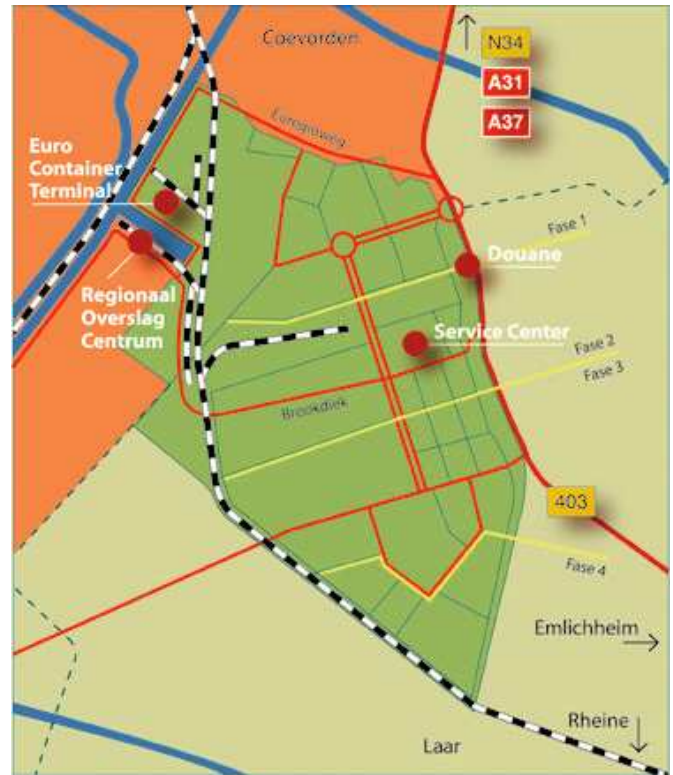 Coevorden
N34
A31
A37
Europaweg
Euro
Container
Terminal
Fase 1
Douane
Regionaal
Overslag
Centrum
Service Center
Fase 2
Fase 3
Brookdiek
403
Fase 4
Emlichheim
Rheine
Laar